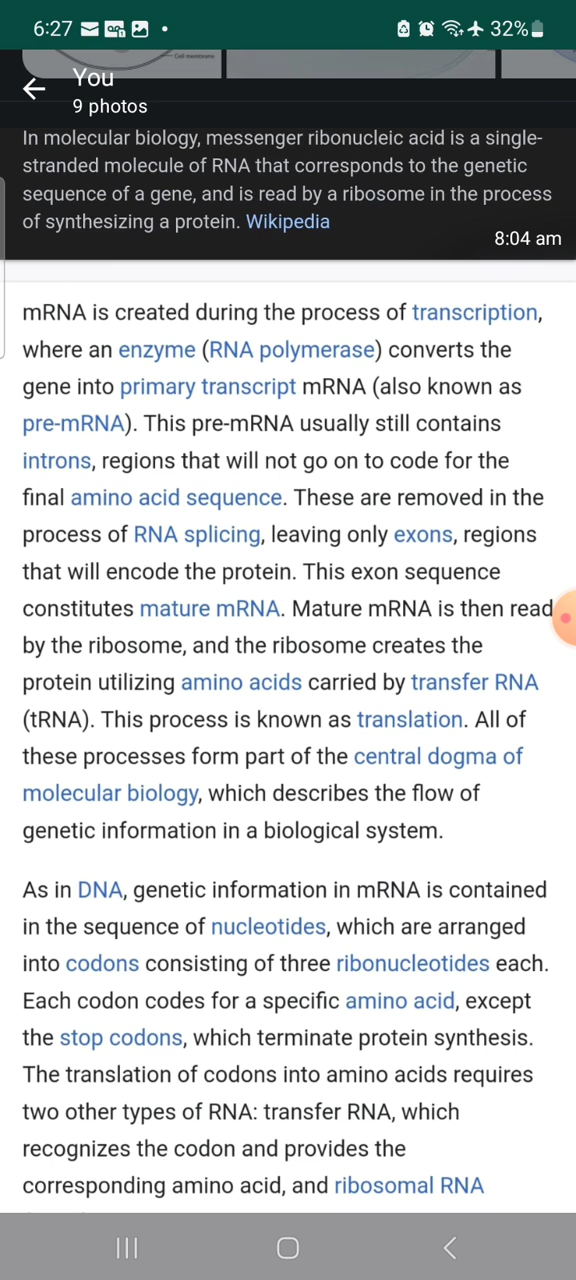 6:27 32%
Cell membrane
You
9 photos
In molecular biology, messenger ribonucleic acid is a single-
stranded molecule of RNA that corresponds to the genetic
sequence of a gene, and is read by a ribosome in the process
of synthesizing a protein. Wikipedia
8:04 am
mRNA is created during the process of transcription,
where an enzyme (RNA polymerase) converts the
gene into primary transcript mRNA (also known as
pre-mRNA). This pre-mRNA usually still contains
introns, regions that will not go on to code for the
final amino acid sequence. These are removed in the
process of RNA splicing, leaving only exons, regions
that will encode the protein. This exon sequence
constitutes mature mRNA. Mature mRNA is then read
by the ribosome, and the ribosome creates the
protein utilizing amino acids carried by transfer RNA
(tRNA). This process is known as translation. All of
these processes form part of the central dogma of
molecular biology, which describes the flow of
genetic information in a biological system.
As in DNA, genetic information in mRNA is contained
in the sequence of nucleotides, which are arranged
into codons consisting of three ribonucleotides each.
Each codon codes for a specific amino acid, except
the stop codons, which terminate protein synthesis.
The translation of codons into amino acids requires
two other types of RNA: transfer RNA, which
recognizes the codon and provides the
corresponding amino acid, and ribosomal RNA